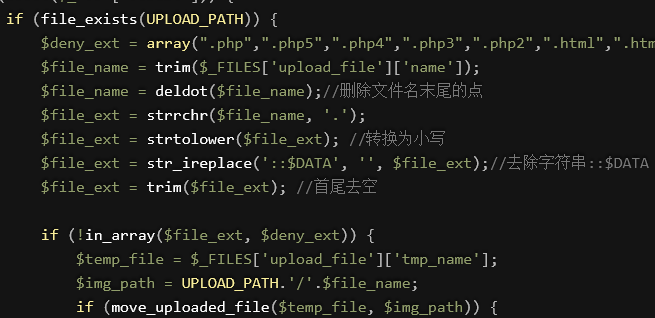 if (file_exists(UPLOAD_PATH)) {
$deny_ext = array(".php",".php5",".php4",".php3",".php2",".html",".htm
$file_name = trim($_FILES['upload_file']['name']);
$file_name = deldot($file_name);//删除文件名末尾的点
$file_ext = strrchr($file_name, '.');
$file_ext = strtolower($file_ext); //转换为小写
$file_ext = str_ireplace('::$DATA', '', $file_ext);//去除字符串::$DATA
$file_ext = trim($file_ext); //首尾去空
if (!in_array($file_ext, $deny_ext)) {
$temp_file = $_FILES['upload_file']['tmp_name'];
$img_path = UPLOAD_PATH.'/'.$file_name;
if (move_uploaded_file($temp_file, $img_path)) {